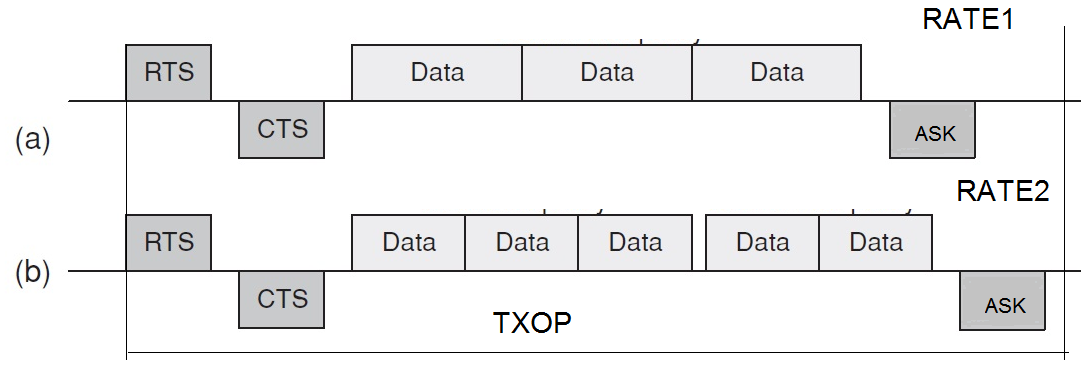 RATE1
RTS Data Data Data
CTS ASK
(a)
RATE2
RTS Data Data Data Data Data
(b)
CTS ASK
TXOP